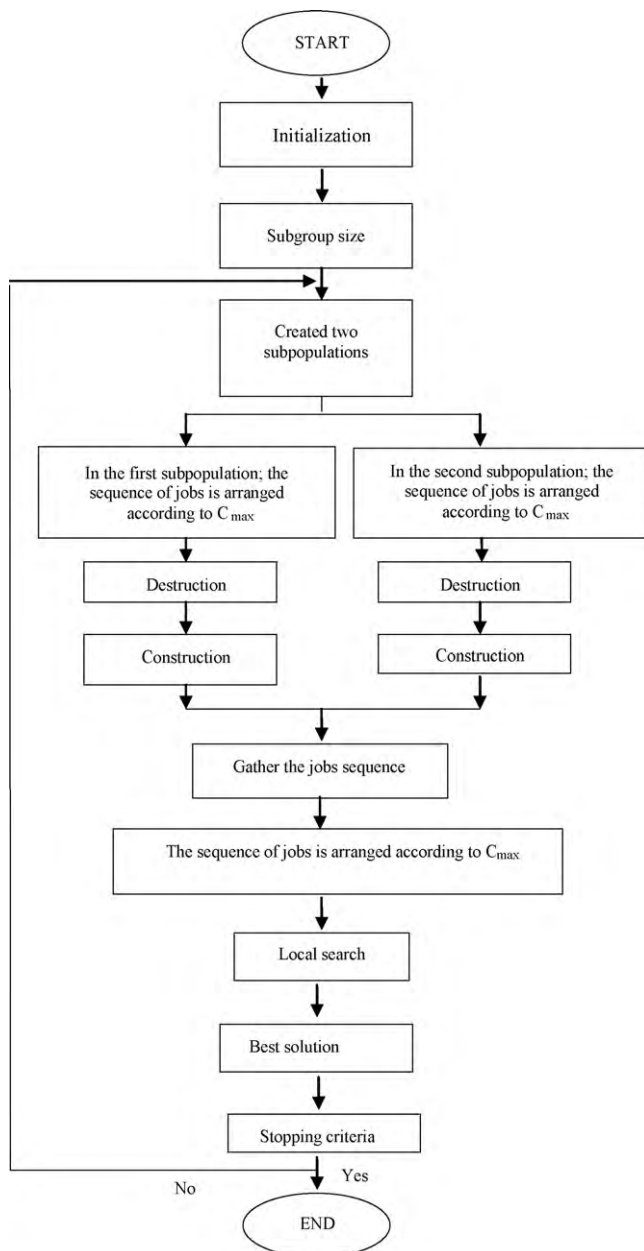 START
Initialization
Subgroup size
Created two
subpopulations
In the first subpopulation; the
sequence of jobs is arranged
according to C max
In the second subpopulation; the
sequence of jobs is arranged
according to C max
Destruction
Destruction
Construction
Construction
Gather the jobs sequence
The sequence of jobs is arranged according to Cmax
Local search
Best solution
Stopping criteria
No
Yes
END